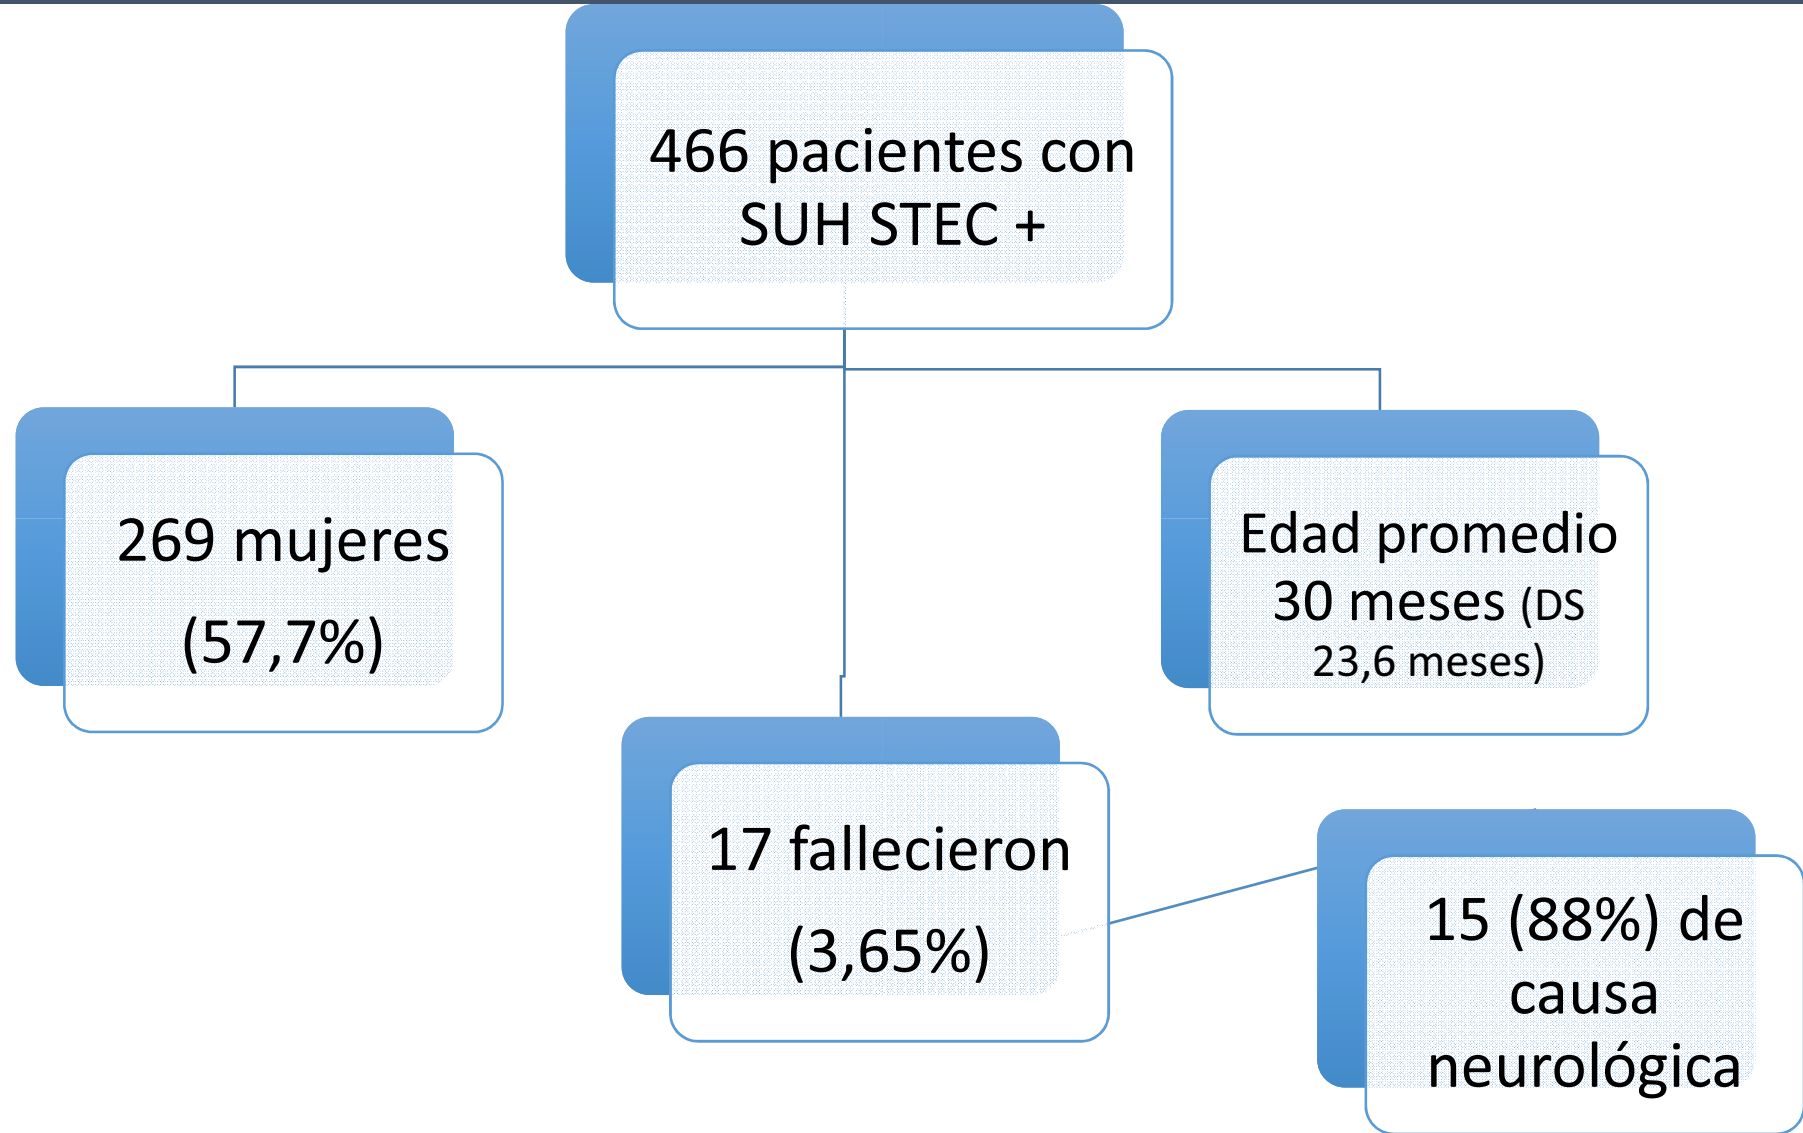 466 pacientes con
SUH STEC +
269 mujeres
(57,7%)
Edad promedio
30 meses (DS
23,6 meses)
17 fallecieron
(3,65%)
15 (88%) de
causa
neurológica